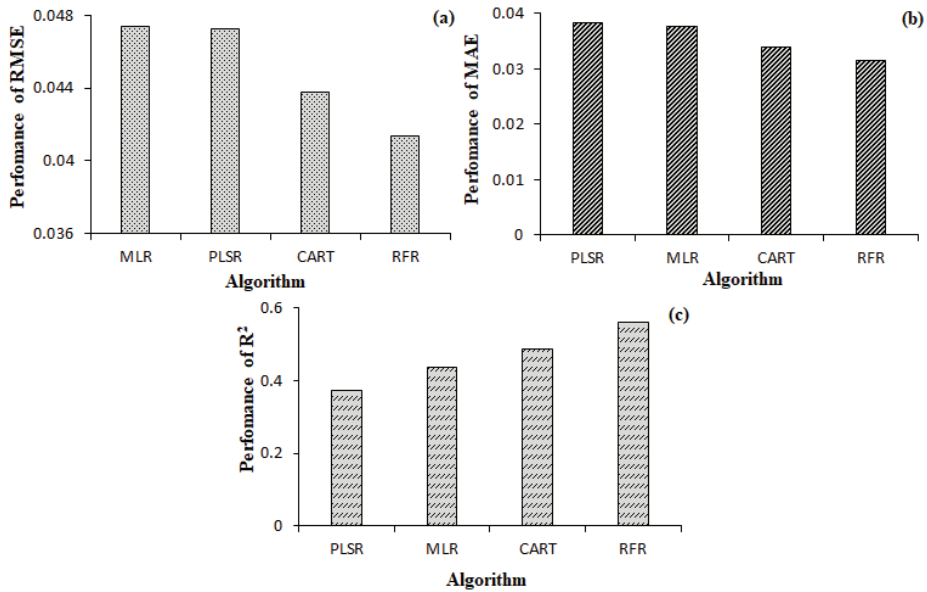 (a)
Perfomance of RMSE
0.048
0.044
0.04
0.036
MLR PLSR CART RFR
Algorithm
(b)
Perfomance of MAE
0.04
0.03
0.02
0.01
0
PLSR MLR CART RFR
Algorithm
(c)
Perfomance of R²
0.6
0.4
0.2
0
PLSR MLR CART RFR
Algorithm